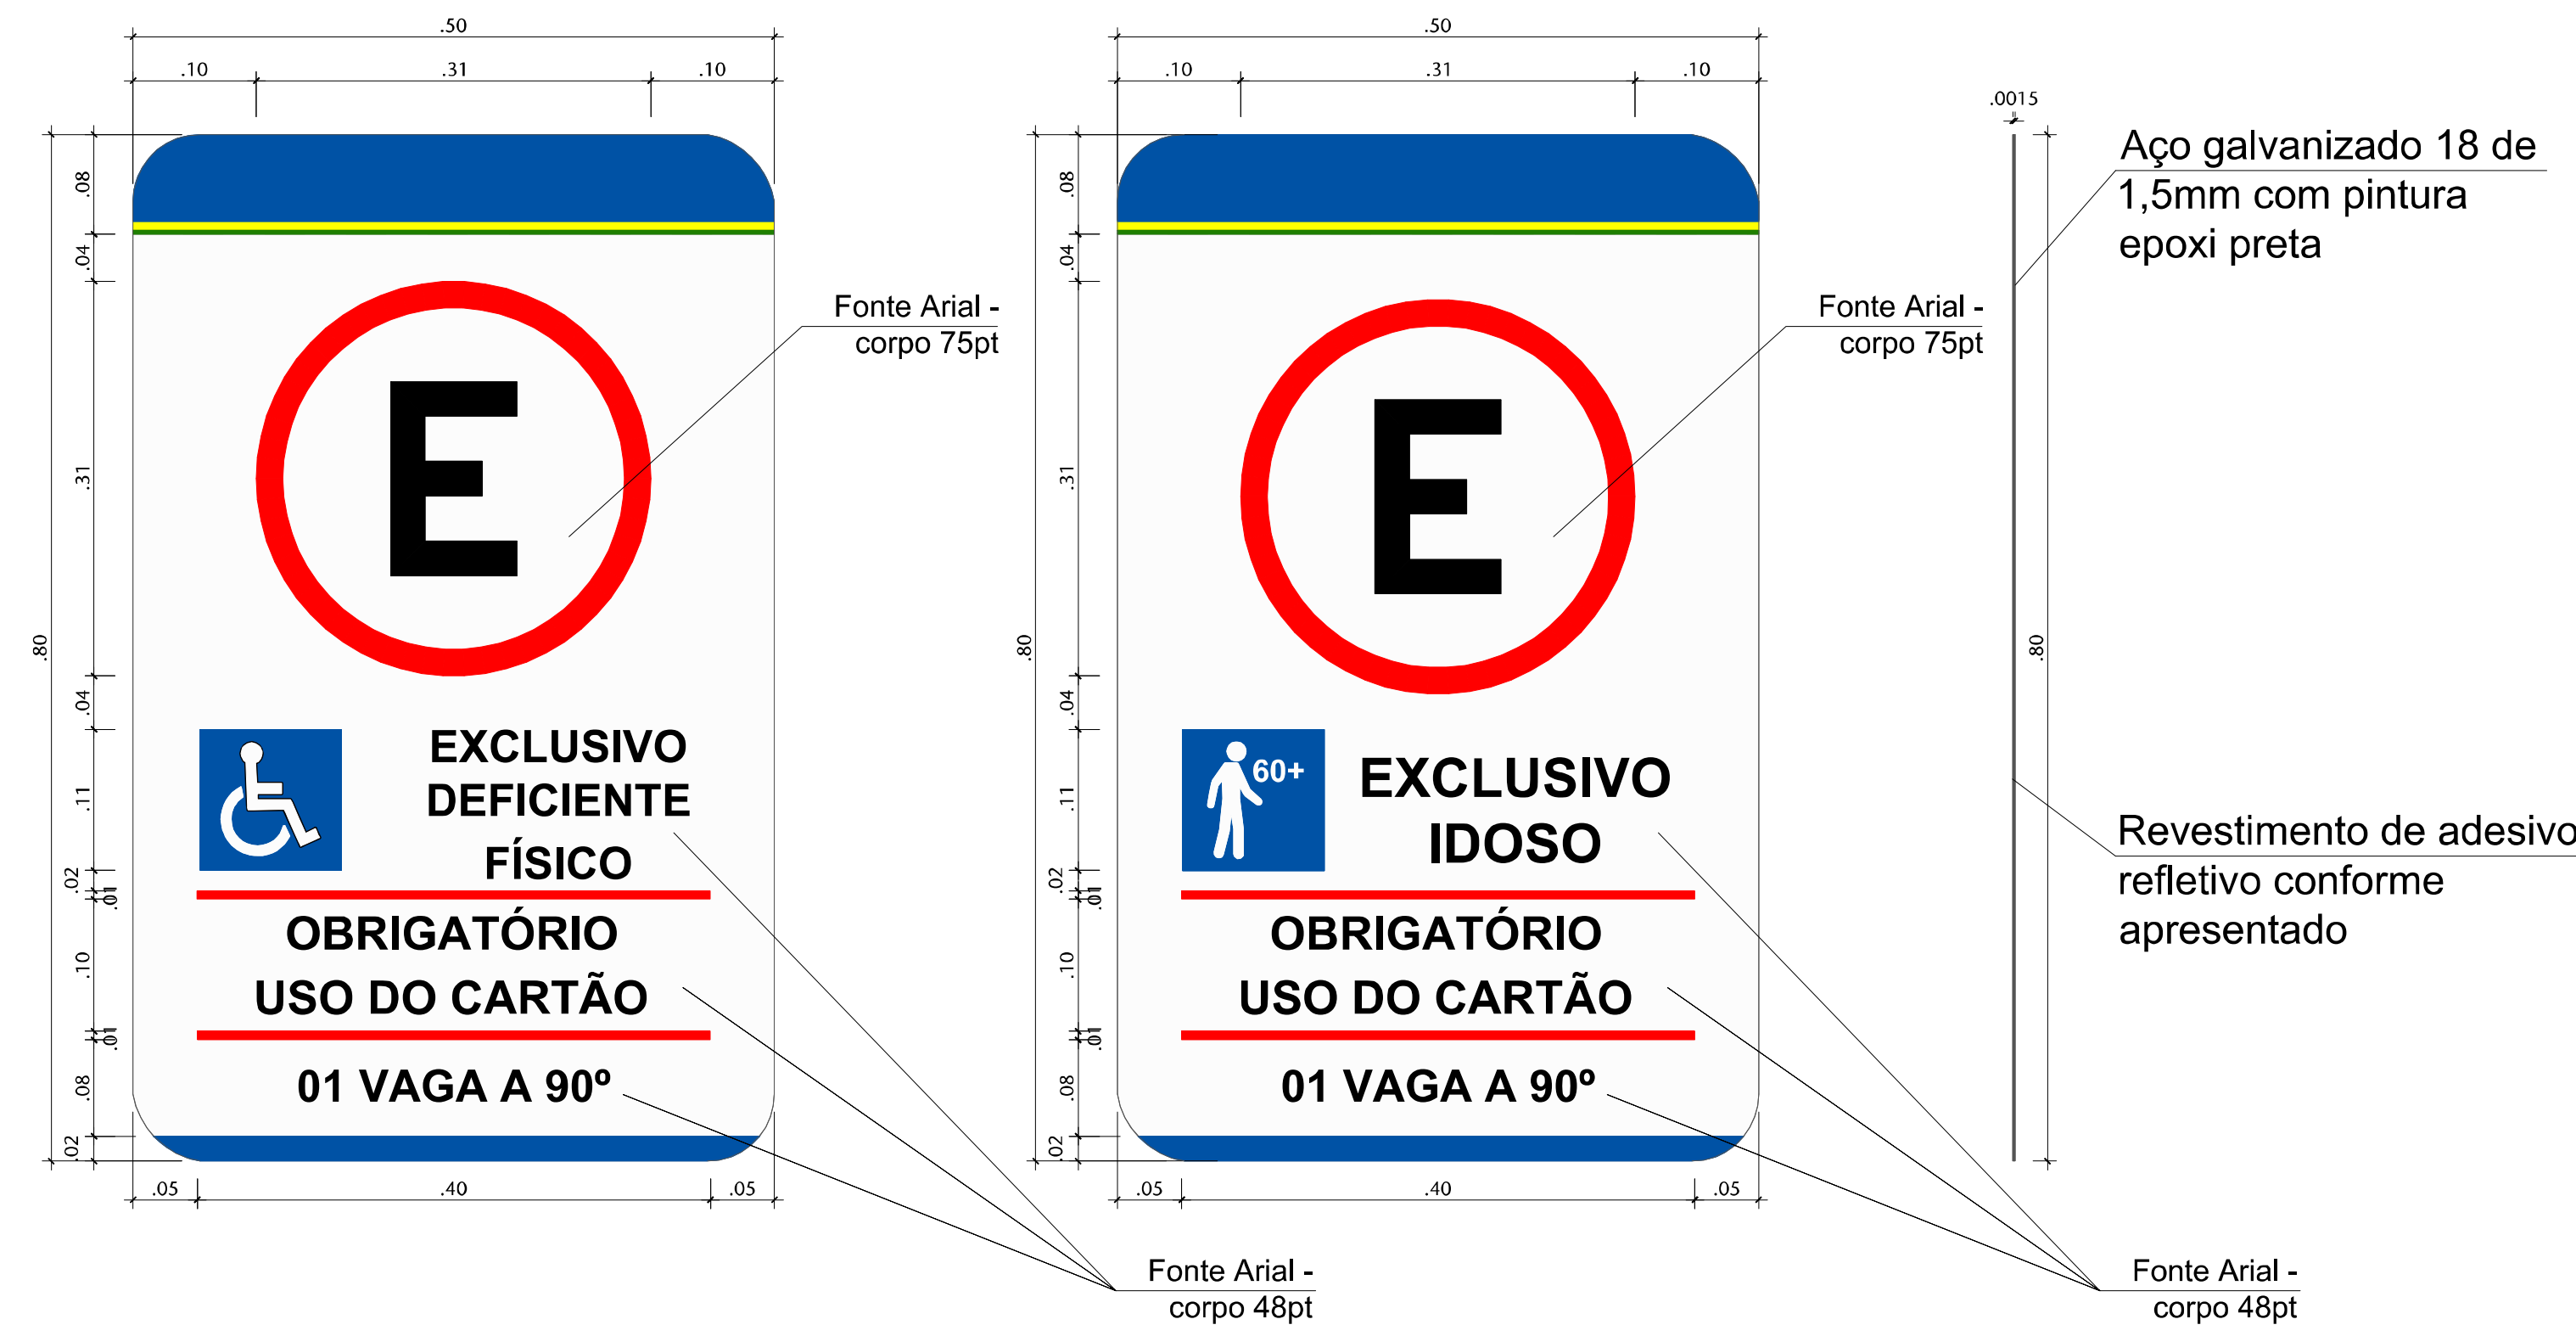 .50
.10
.31
.10
.80
.08
.04
.31
.04
.11
.02
.01
.10
.01
.08
.02
E
Fonte Arial -
corpo 75pt
EXCLUSIVO
DEFICIENTE
FÍSICO
OBRIGATÓRIO
USO DO CARTÃO
01 VAGA A 90º
.05
.40
.05
Fonte Arial -
corpo 48pt
.50
.10
.31
.10
.80
.08
.04
.31
.04
.11
.02
.01
.10
.01
.08
.02
E
Fonte Arial -
corpo 75pt
60+
EXCLUSIVO
IDOSO
OBRIGATÓRIO
USO DO CARTÃO
01 VAGA A 90º
.05
.40
.05
Fonte Arial -
corpo 48pt
.0015
.80
Aço galvanizado 18 de
1,5mm com pintura
epoxi preta
Revestimento de adesivo
refletivo conforme
apresentado